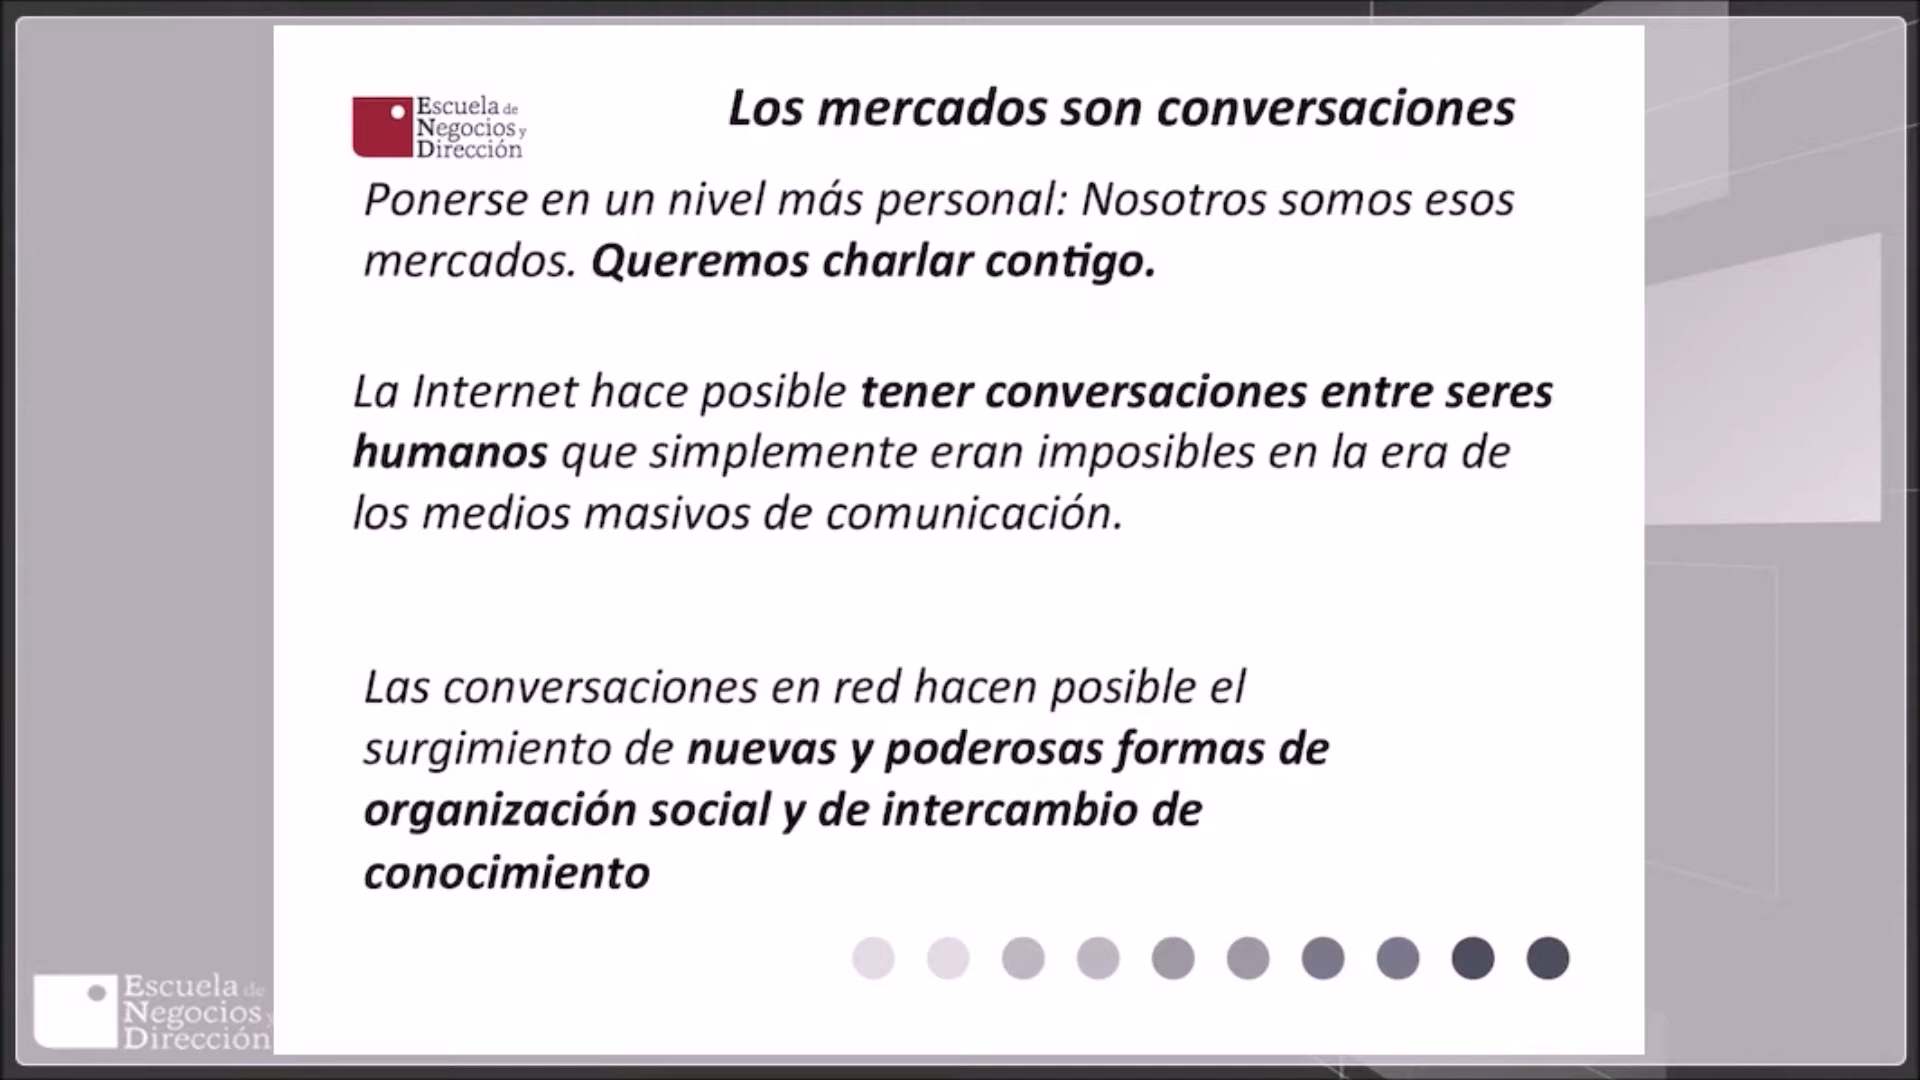 Escuela de
Negocios y
Dirección
Los mercados son conversaciones
Ponerse en un nivel más personal: Nosotros somos esos
mercados. Queremos charlar contigo.
La Internet hace posible tener conversaciones entre seres
humanos que simplemente eran imposibles en la era de
los medios masivos de comunicación.
Las conversaciones en red hacen posible el
surgimiento de nuevas y poderosas formas de
organización social y de intercambio de
conocimiento
Escuela de
Negocios y
Dirección